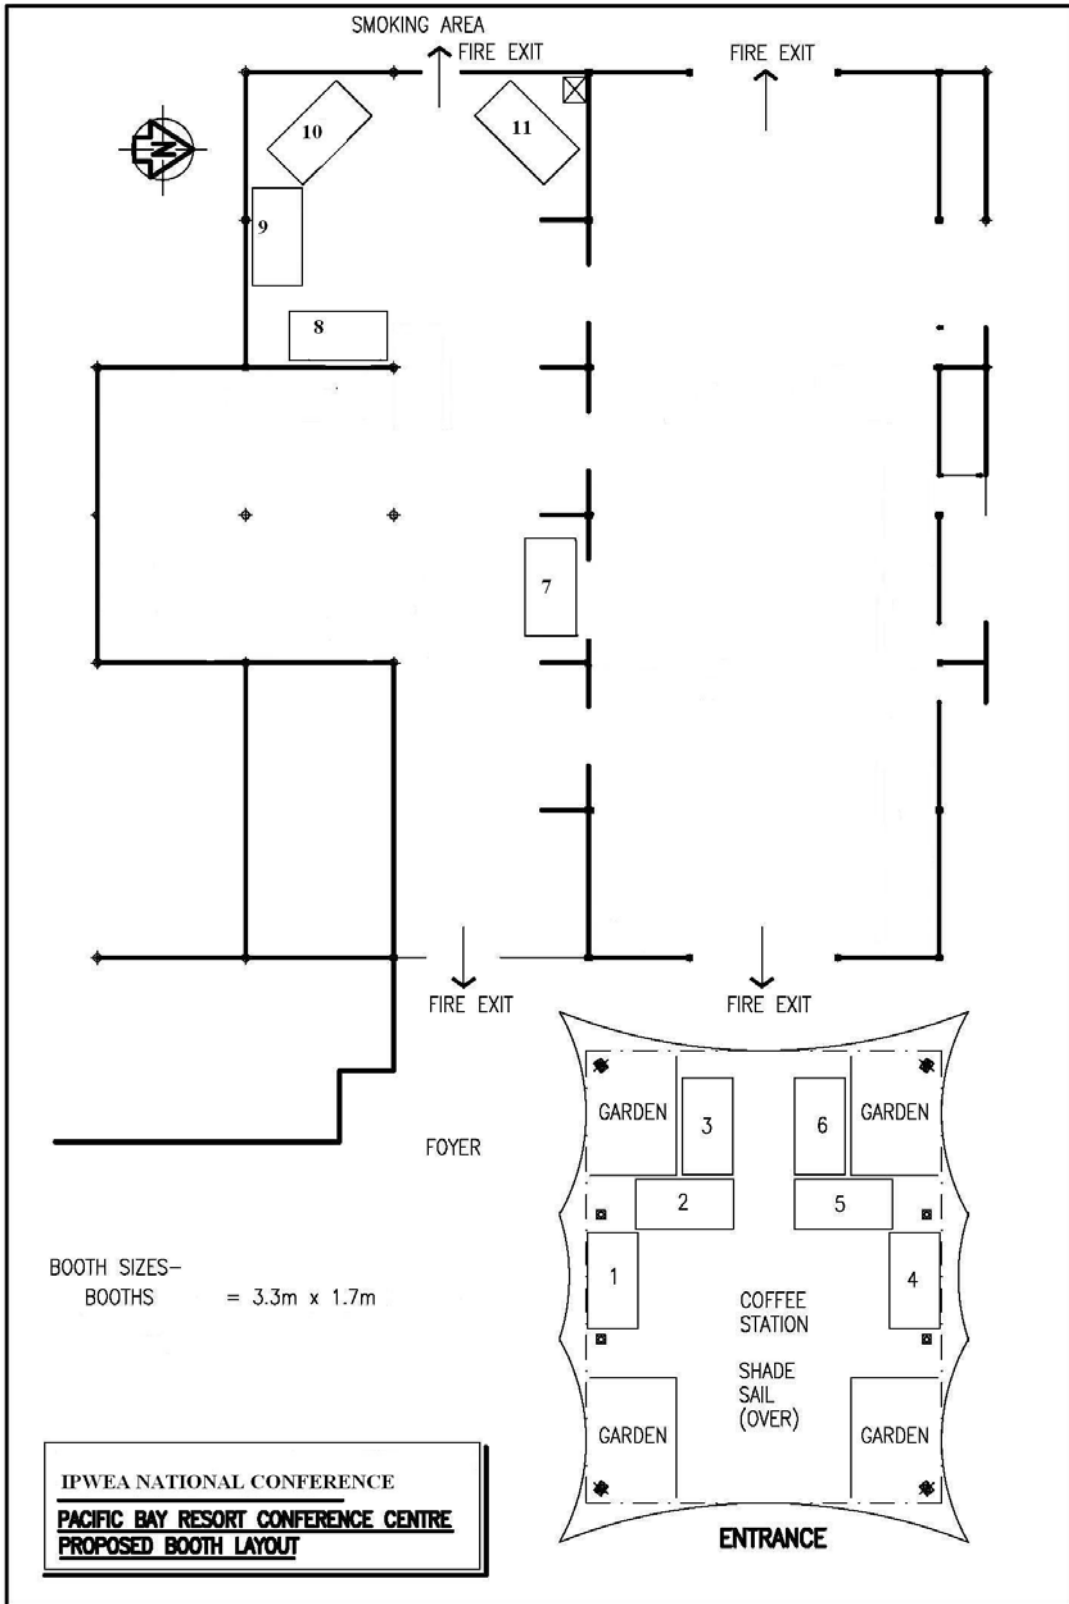 SMOKING AREA
FIRE EXIT
FIRE EXIT
N
10
11
9
8
7
FIRE EXIT
FIRE EXIT
GARDEN
3
6
GARDEN
FOYER
2
5
1
4
BOOTH SIZES–
BOOTHS = 3.3m x 1.7m
COFFEE
STATION
SHADE
SAIL
(OVER)
GARDEN
GARDEN
ENTRANCE
IPWEA NATIONAL CONFERENCE
PACIFIC BAY RESORT CONFERENCE CENTRE
PROPOSED BOOTH LAYOUT